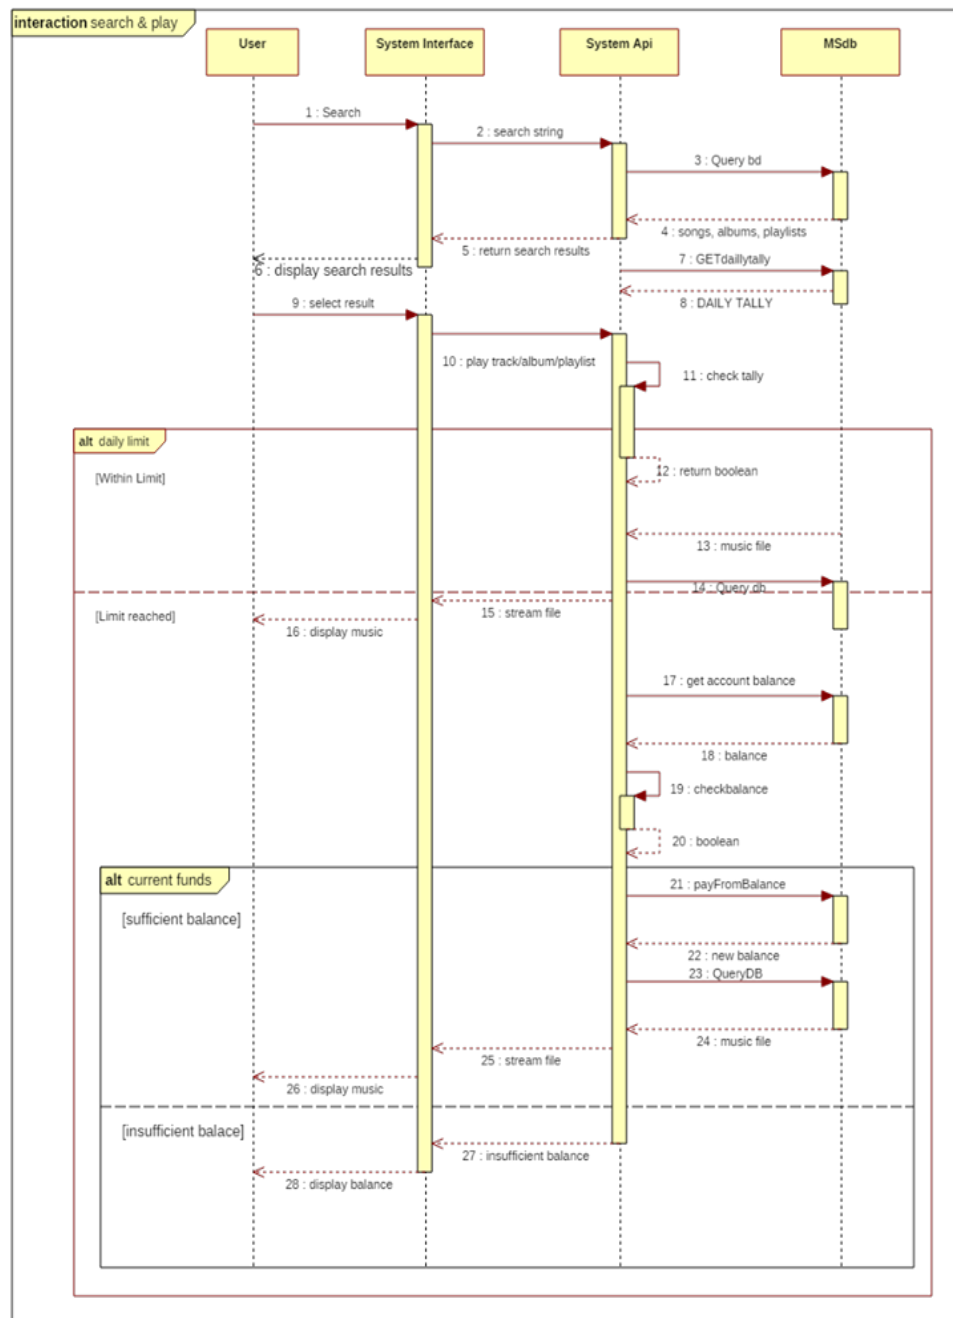 interaction search & play
User
System Interface
System Api
MSdb
1 : Search
2 : search string
3 : Query bd
4 : songs, albums, playlists
5 : return search results
6 : display search results
7 : GETdaillytally
8 : DAILY TALLY
9 : select result
10 : play track/album/playlist
11 : check tally
alt daily limit
[Within Limit]
12 : return boolean
13 : music file
14 : Query db
[Limit reached]
15 : stream file
16 : display music
17 : get account balance
18 : balance
19 : checkbalance
20 : boolean
alt current funds
21 : payFromBalance
[sufficient balance]
22 : new balance
23 : QueryDB
24 : music file
25 : stream file
26 : display music
[insufficient balace]
27 : insufficient balance
28 : display balance